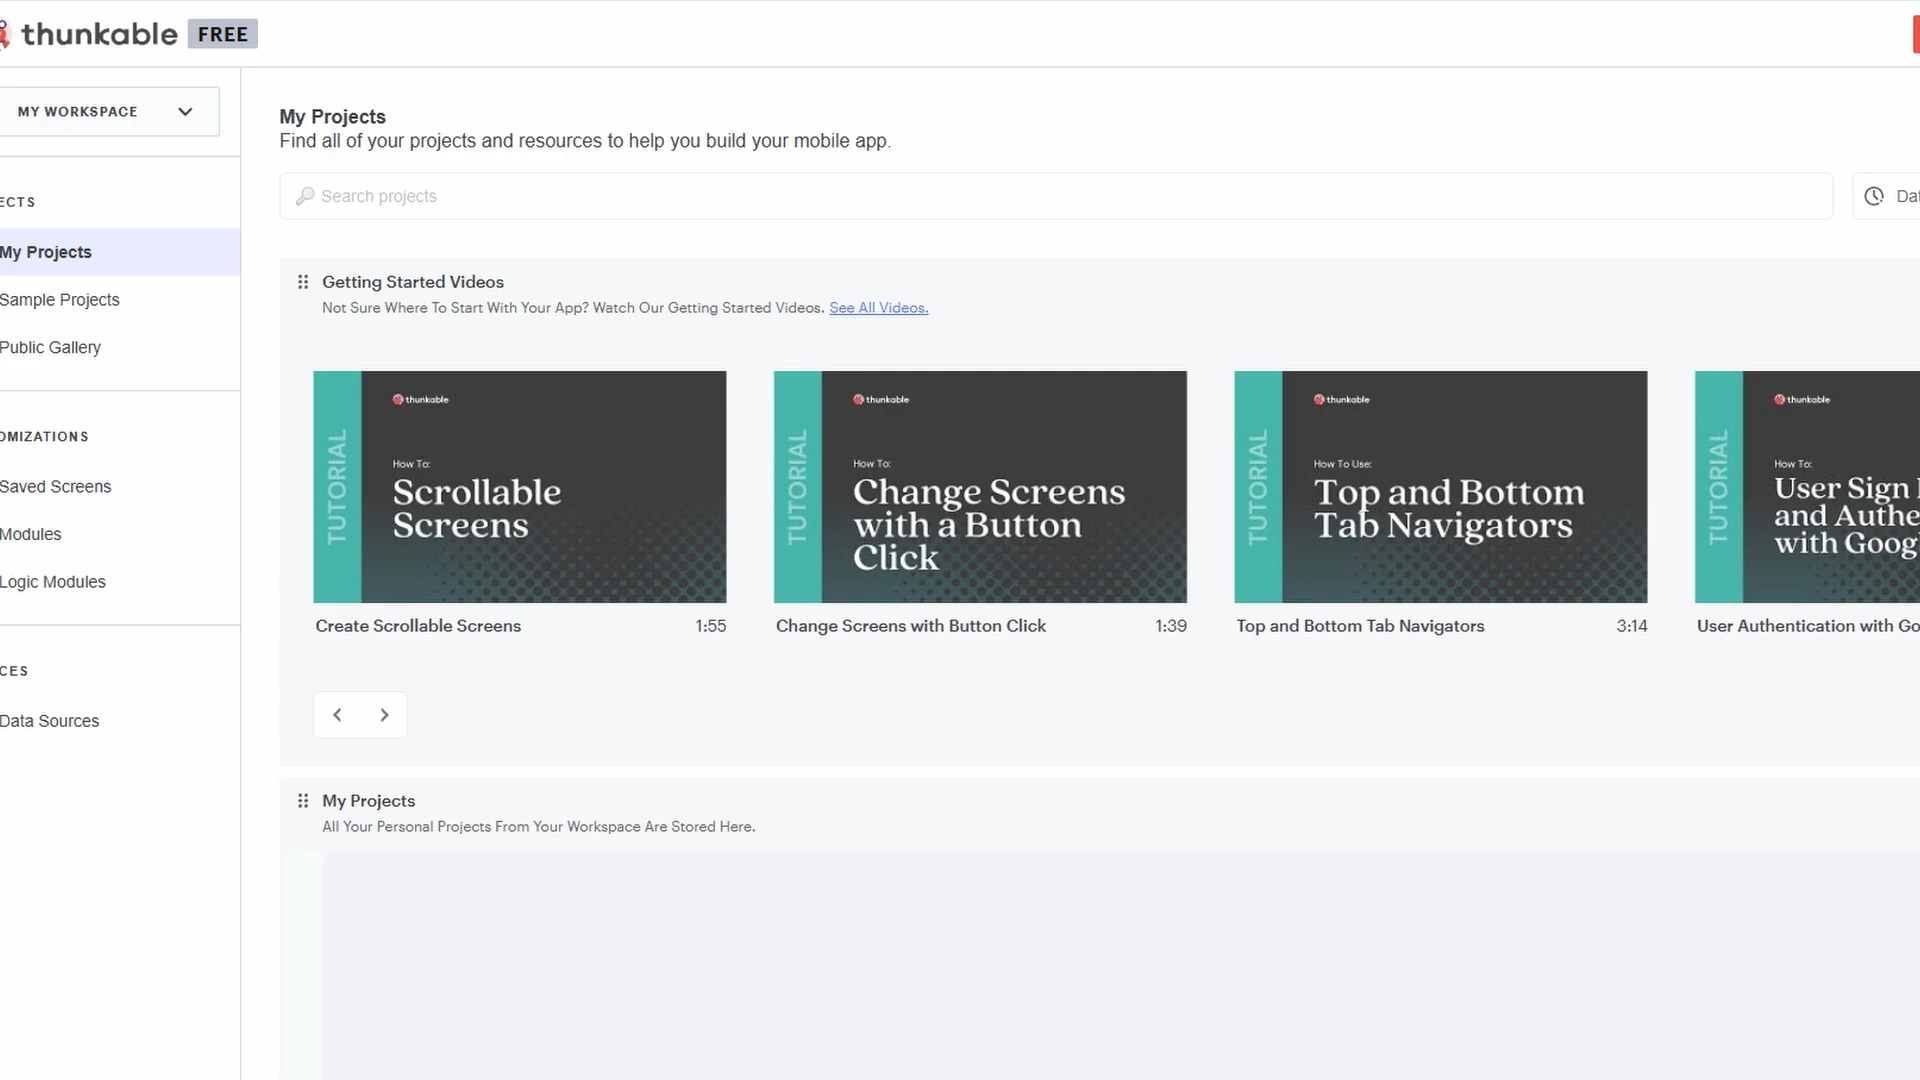 thunkable FREE
MY WORKSPACE
ECTS
My Projects
Sample Projects
Public Gallery
OMIZATIONS
Saved Screens
Modules
Logic Modules
CES
Data Sources
My Projects
Find all of your projects and resources to help you build your mobile app.
Search projects
Dat
Getting Started Videos
Not Sure Where To Start With Your App? Watch Our Getting Started Videos. See All Videos.
TUTORIAL
thunkable
How To:
Scrollable
Screens
Create Scrollable Screens 1:55
TUTORIAL
thunkable
How To:
Change Screens
with a Button
Click
Change Screens with Button Click 1:39
TUTORIAL
thunkable
How To Use:
Top and Bottom
Tab Navigators
Top and Bottom Tab Navigators 3:14
TUTORIAL
thunkable
How To:
User Sign
and Authe
with Goog
User Authentication with Go
My Projects
All Your Personal Projects From Your Workspace Are Stored Here.